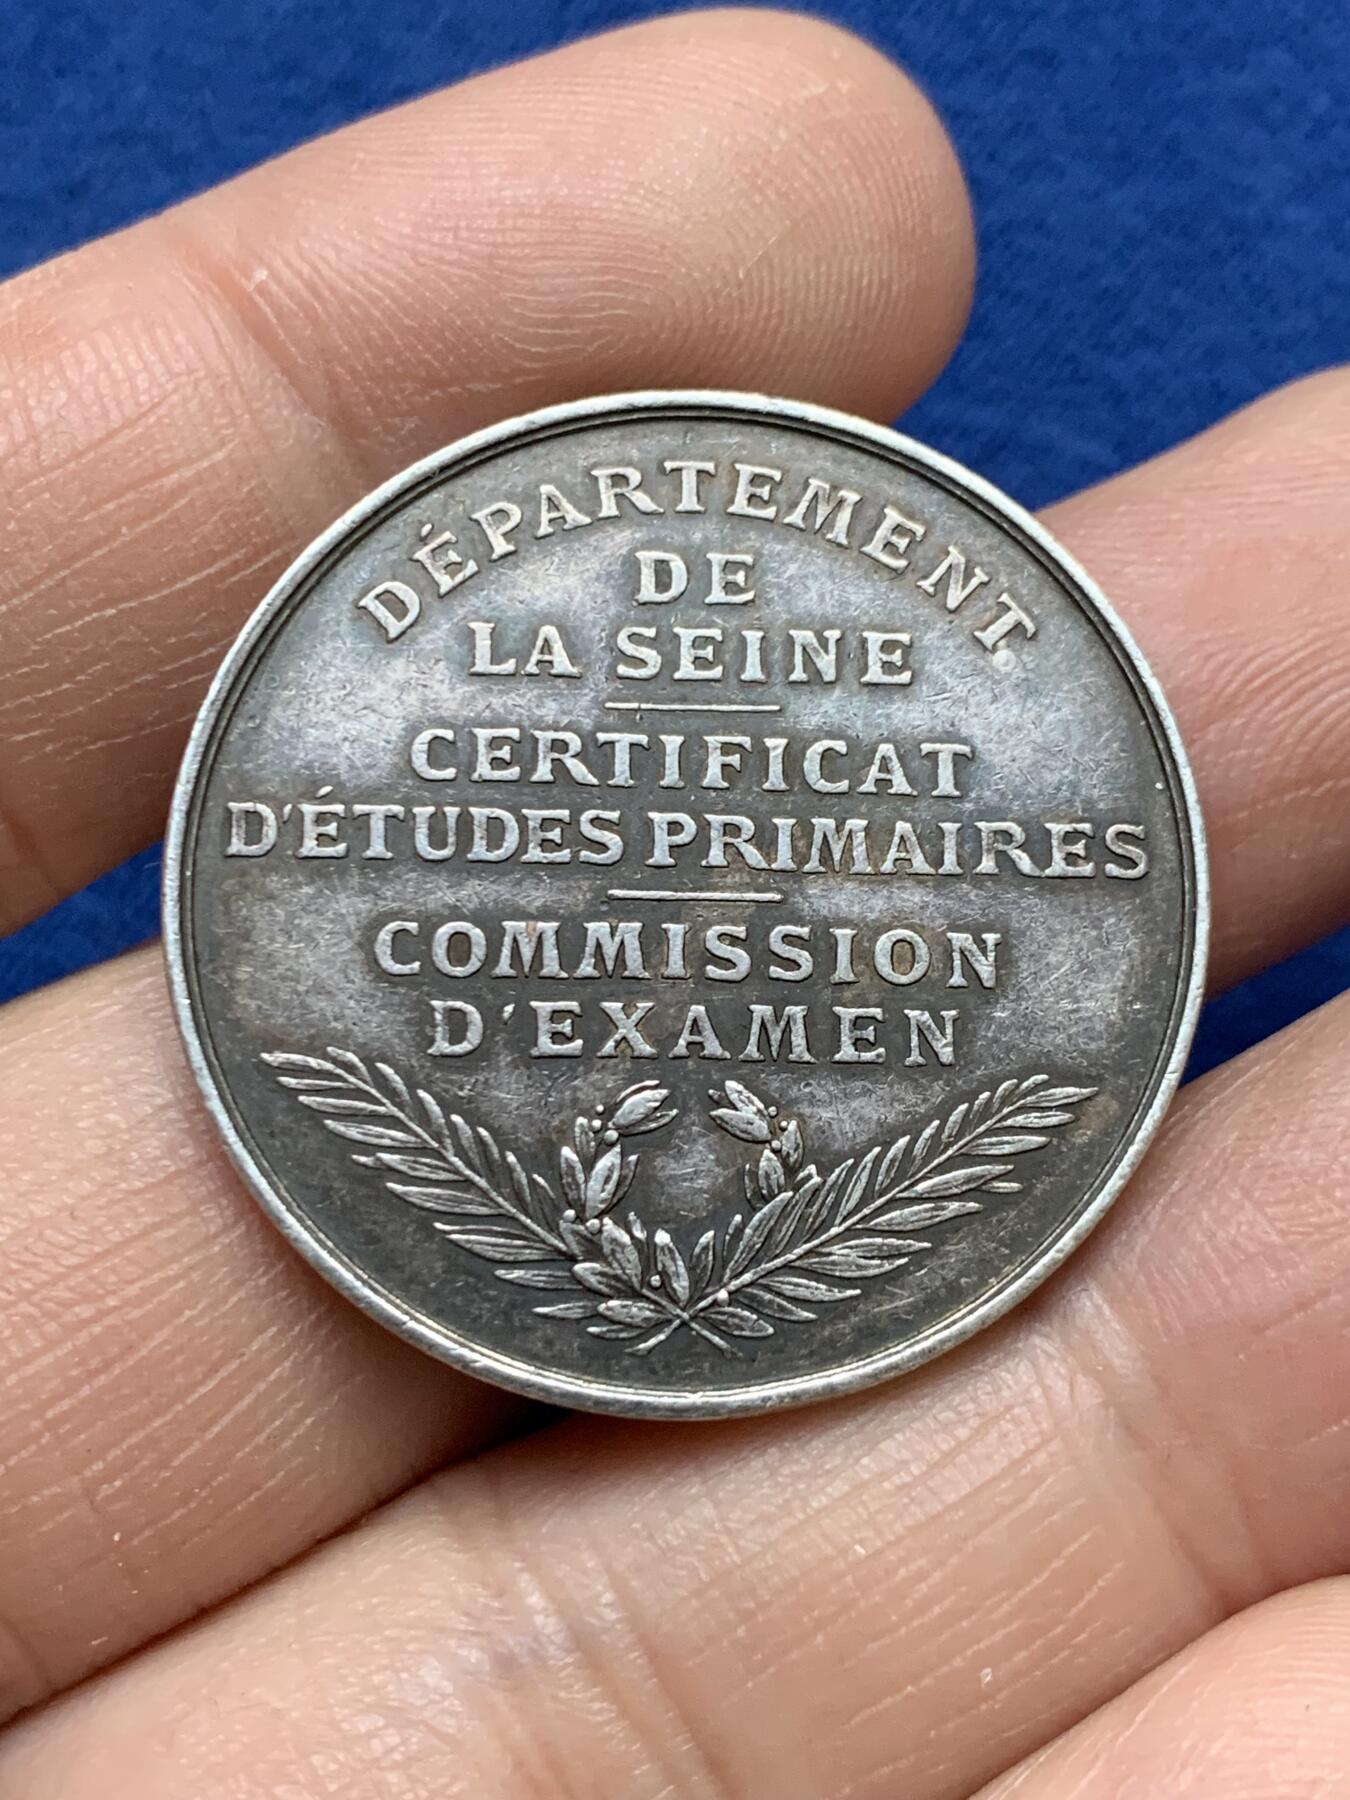 DÉPARTEMENT.
DE
LA SEINE
CERTIFICAT
D'ÉTUDES PRIMAIRES
COMMISSION
D'EXAMEN